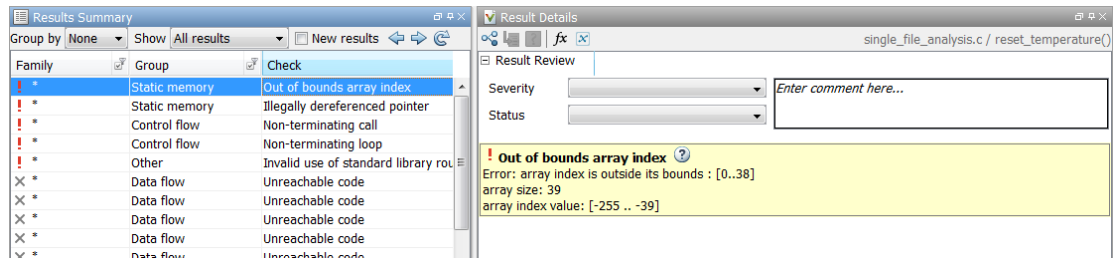 Results Summary
Group by None Show All results New results
Family Group Check
! * Static memory Out of bounds array index
! * Static memory Illegally dereferenced pointer
! * Control flow Non-terminating call
! * Control flow Non-terminating loop
! * Other Invalid use of standard library rou
× * Data flow Unreachable code
× * Data flow Unreachable code
× * Data flow Unreachable code
× * Data flow Unreachable code
× * Data flow Unreachable code
Result Details
fx x single_file_analysis.c / reset_temperature()
Result Review
Severity Enter comment here...
Status
! Out of bounds array index ?
Error: array index is outside its bounds : [0..38]
array size: 39
array index value: [-255 .. -39]